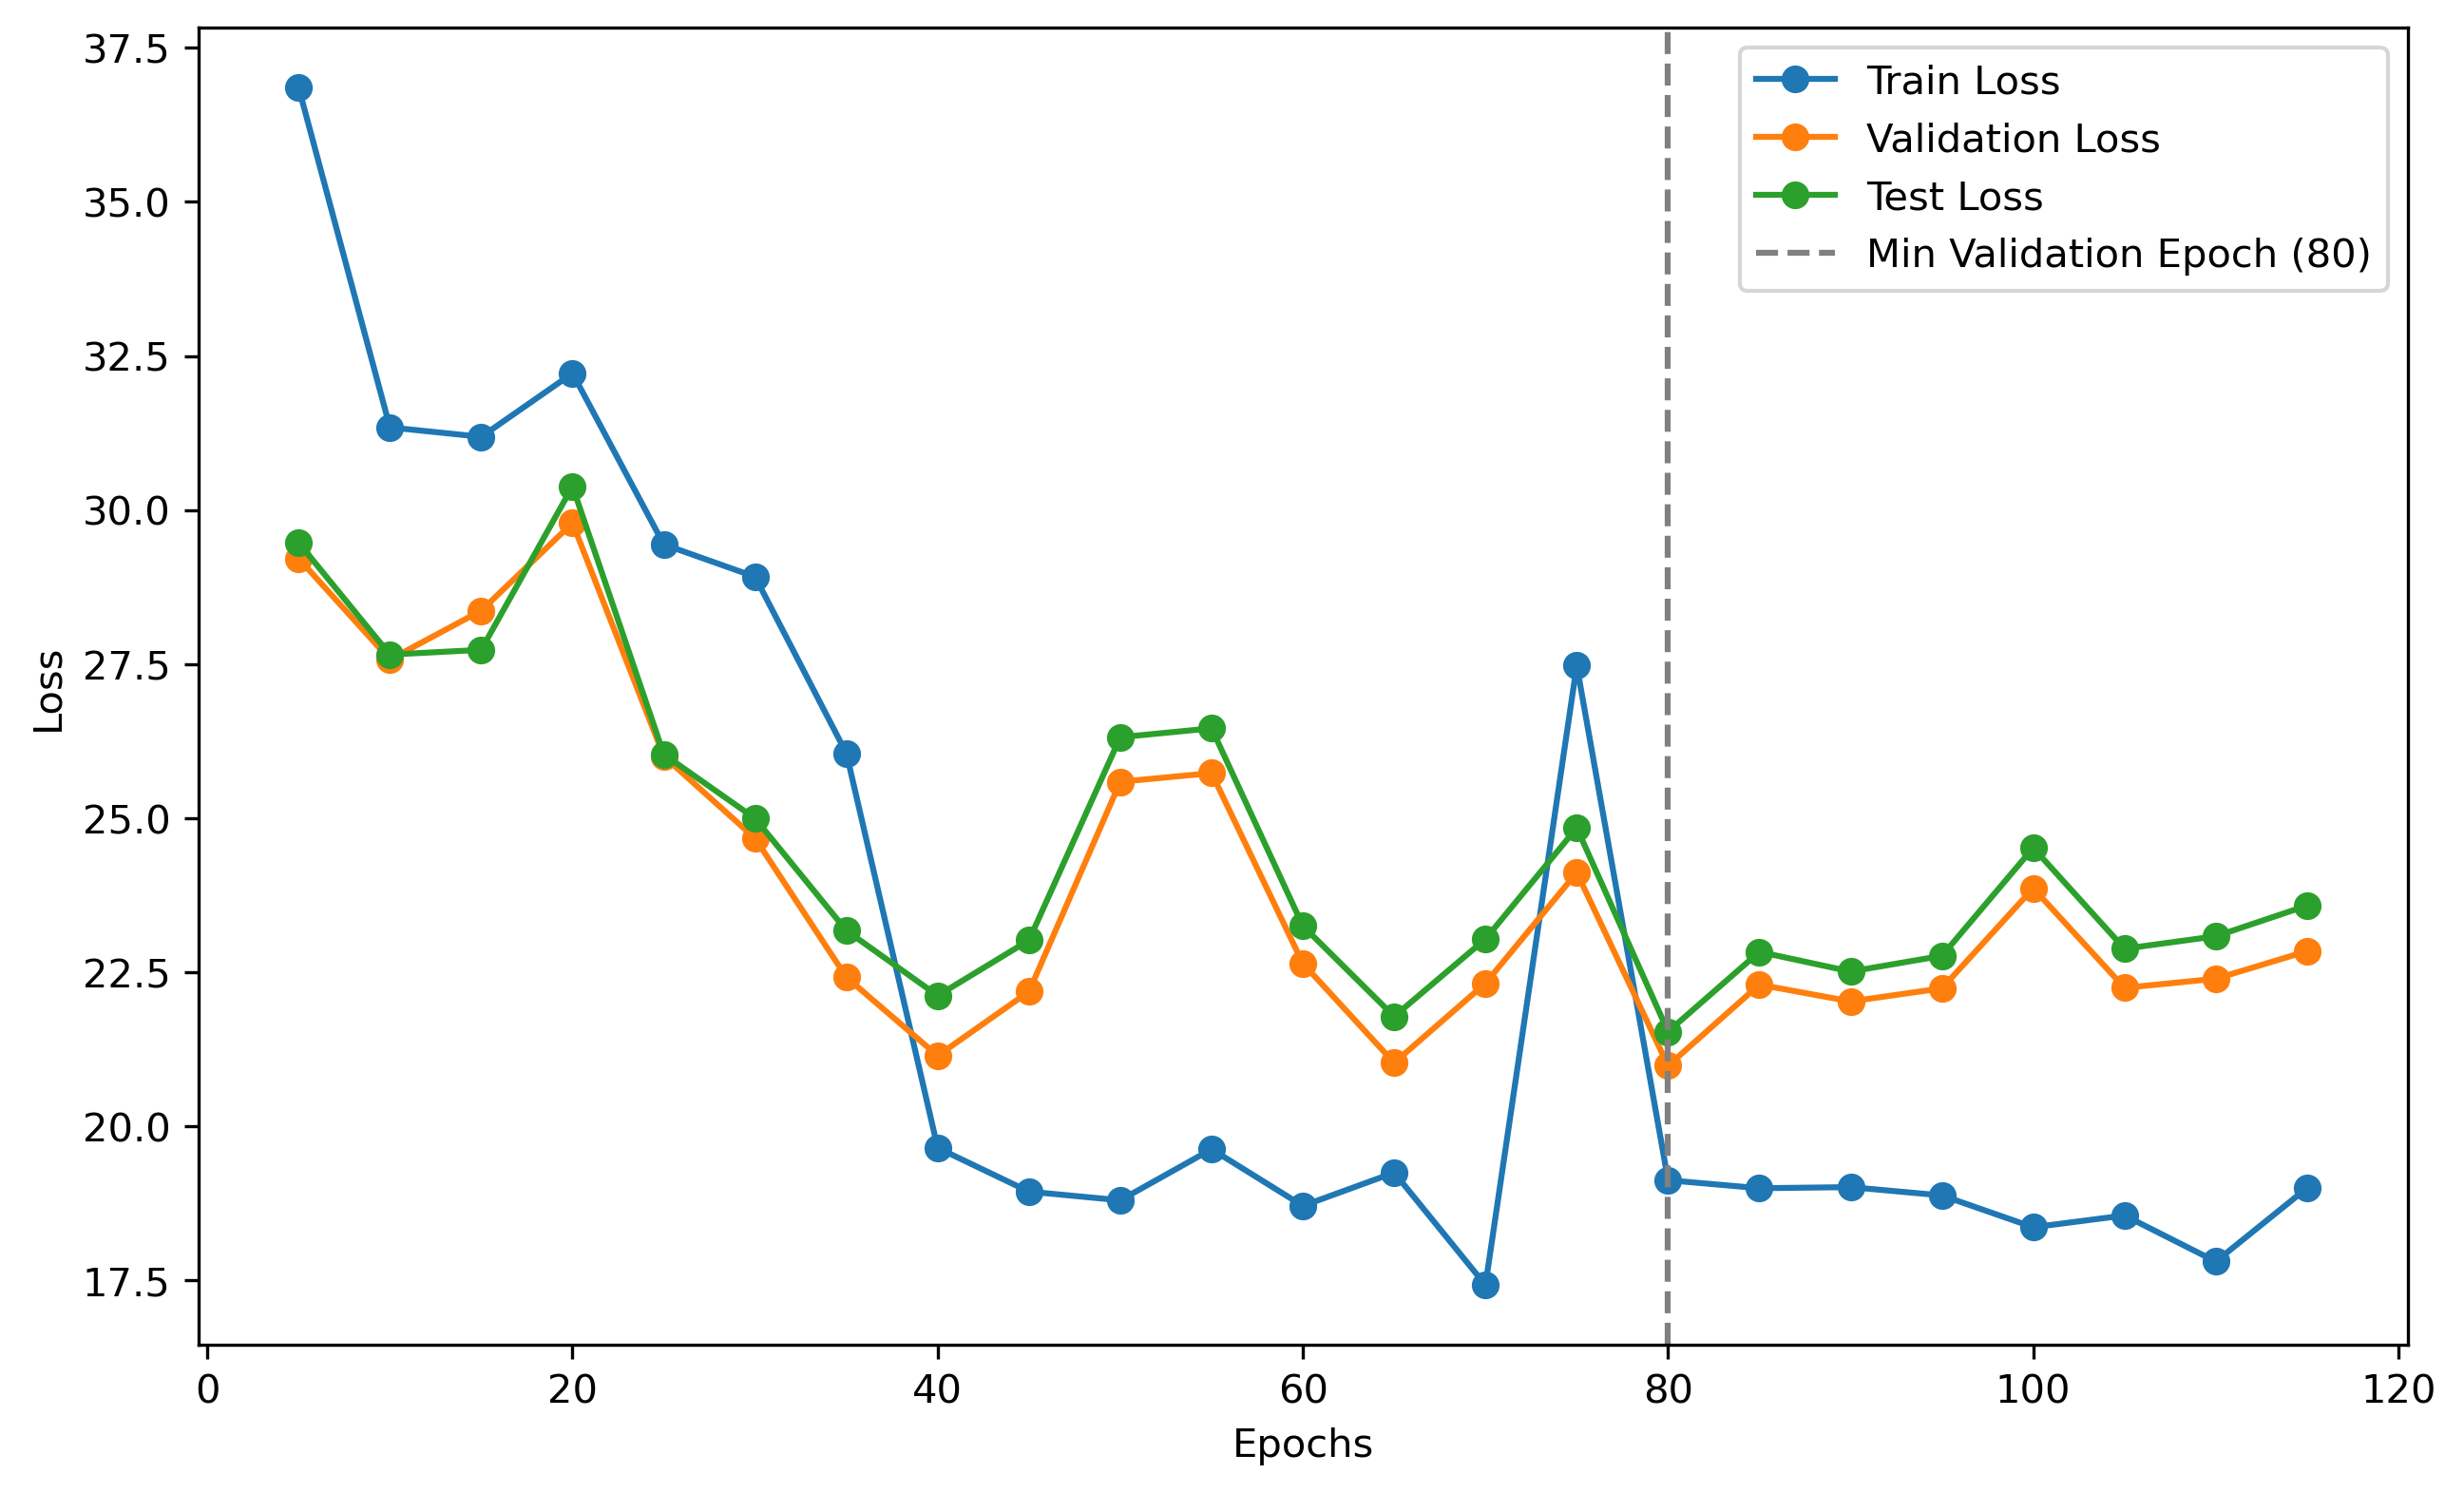 37.5
35.0
32.5
30.0
27.5
25.0
22.5
20.0
17.5
Loss
Train Loss
Validation Loss
Test Loss
Min Validation Epoch (80)
0 20 40 60 80 100 120
Epochs